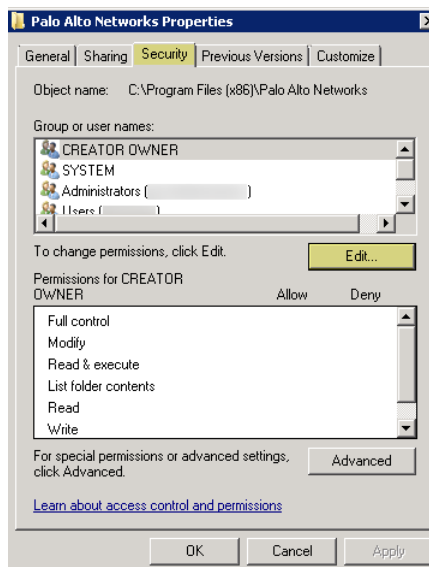 Palo Alto Networks Properties
General Sharing Security Previous Versions Customize
Object name: C:\Program Files (x86)\Palo Alto Networks
Group or user names:
CREATOR OWNER
SYSTEM
Administrators ( )
Users ( )
To change permissions, click Edit.
Edit...
Permissions for CREATOR
OWNER Allow Deny
Full control
Modify
Read & execute
List folder contents
Read
Write
For special permissions or advanced settings,
click Advanced.
Advanced
Learn about access control and permissions
OK Cancel Apply